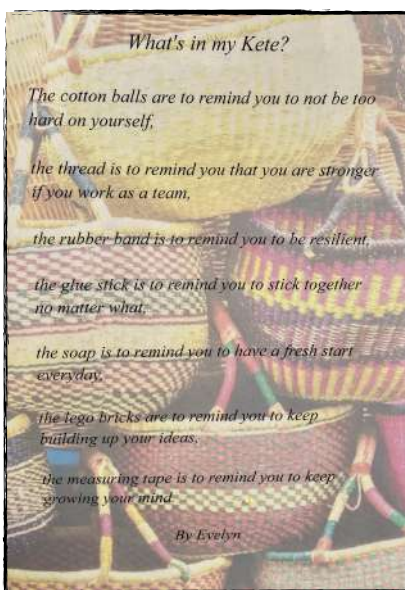 What's in my Kete?
The cotton balls are to remind you to not be too
hard on yourself,
the thread is to remind you that you are stronger
if you work as a team,
the rubber band is to remind you to be resilient,
the glue stick is to remind you to stick together
no matter what,
the soap is to remind you to have a fresh start
everyday,
the lego bricks are to remind you to keep
building up your ideas,
the measuring tape is to remind you to keep
growing your mind
By Evelyn